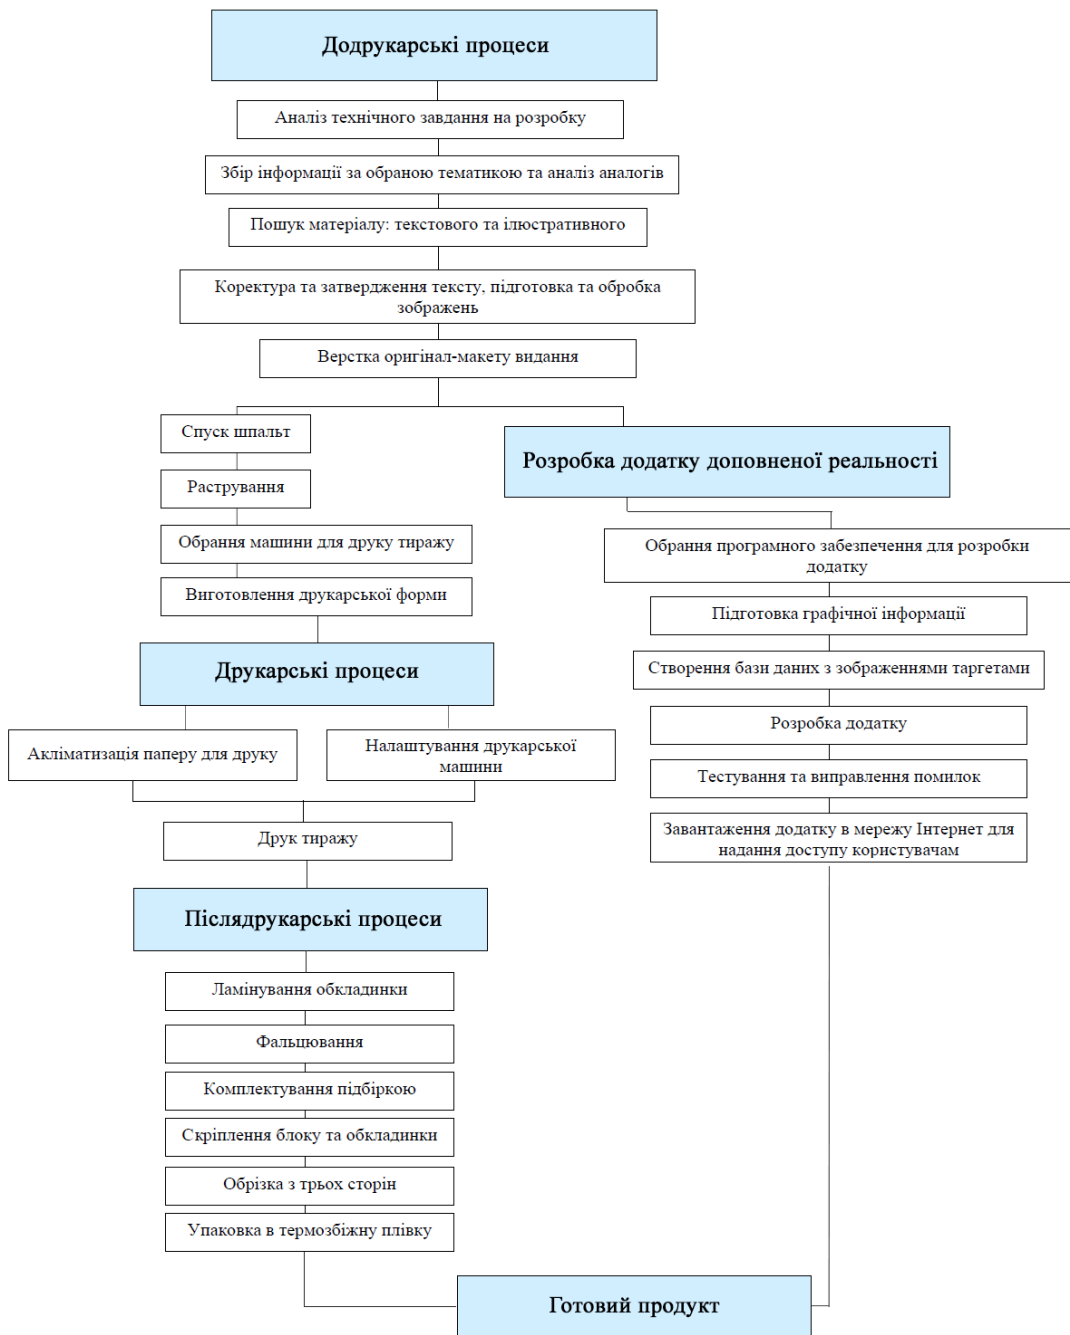 Додрукарські процеси
Аналіз технічного завдання на розробку
Збір інформації за обраною тематикою та аналіз аналогів
Пошук матеріалу: текстового та ілюстративного
Коректура та затвердження тексту, підготовка та обробка
зображень
Верстка оригінал-макету видання
Спуск шпальт
Растрування
Обрання машини для друку тиражу
Виготовлення друкарської форми
Розробка додатку доповненої реальності
Обрання програмного забезпечення для розробки
додатку
Підготовка графічної інформації
Створення бази даних з зображеннями таргетами
Розробка додатку
Тестування та виправлення помилок
Завантаження додатку в мережу Інтернет для
надання доступу користувачам
Друкарські процеси
Акліматизація паперу для друку
Налаштування друкарської
машини
Друк тиражу
Післядрукарські процеси
Ламінування обкладинки
Фальцювання
Комплектування підбіркою
Скріплення блоку та обкладинки
Обрізка з трьох сторін
Упаковка в термозбіжну плівку
Готовий продукт